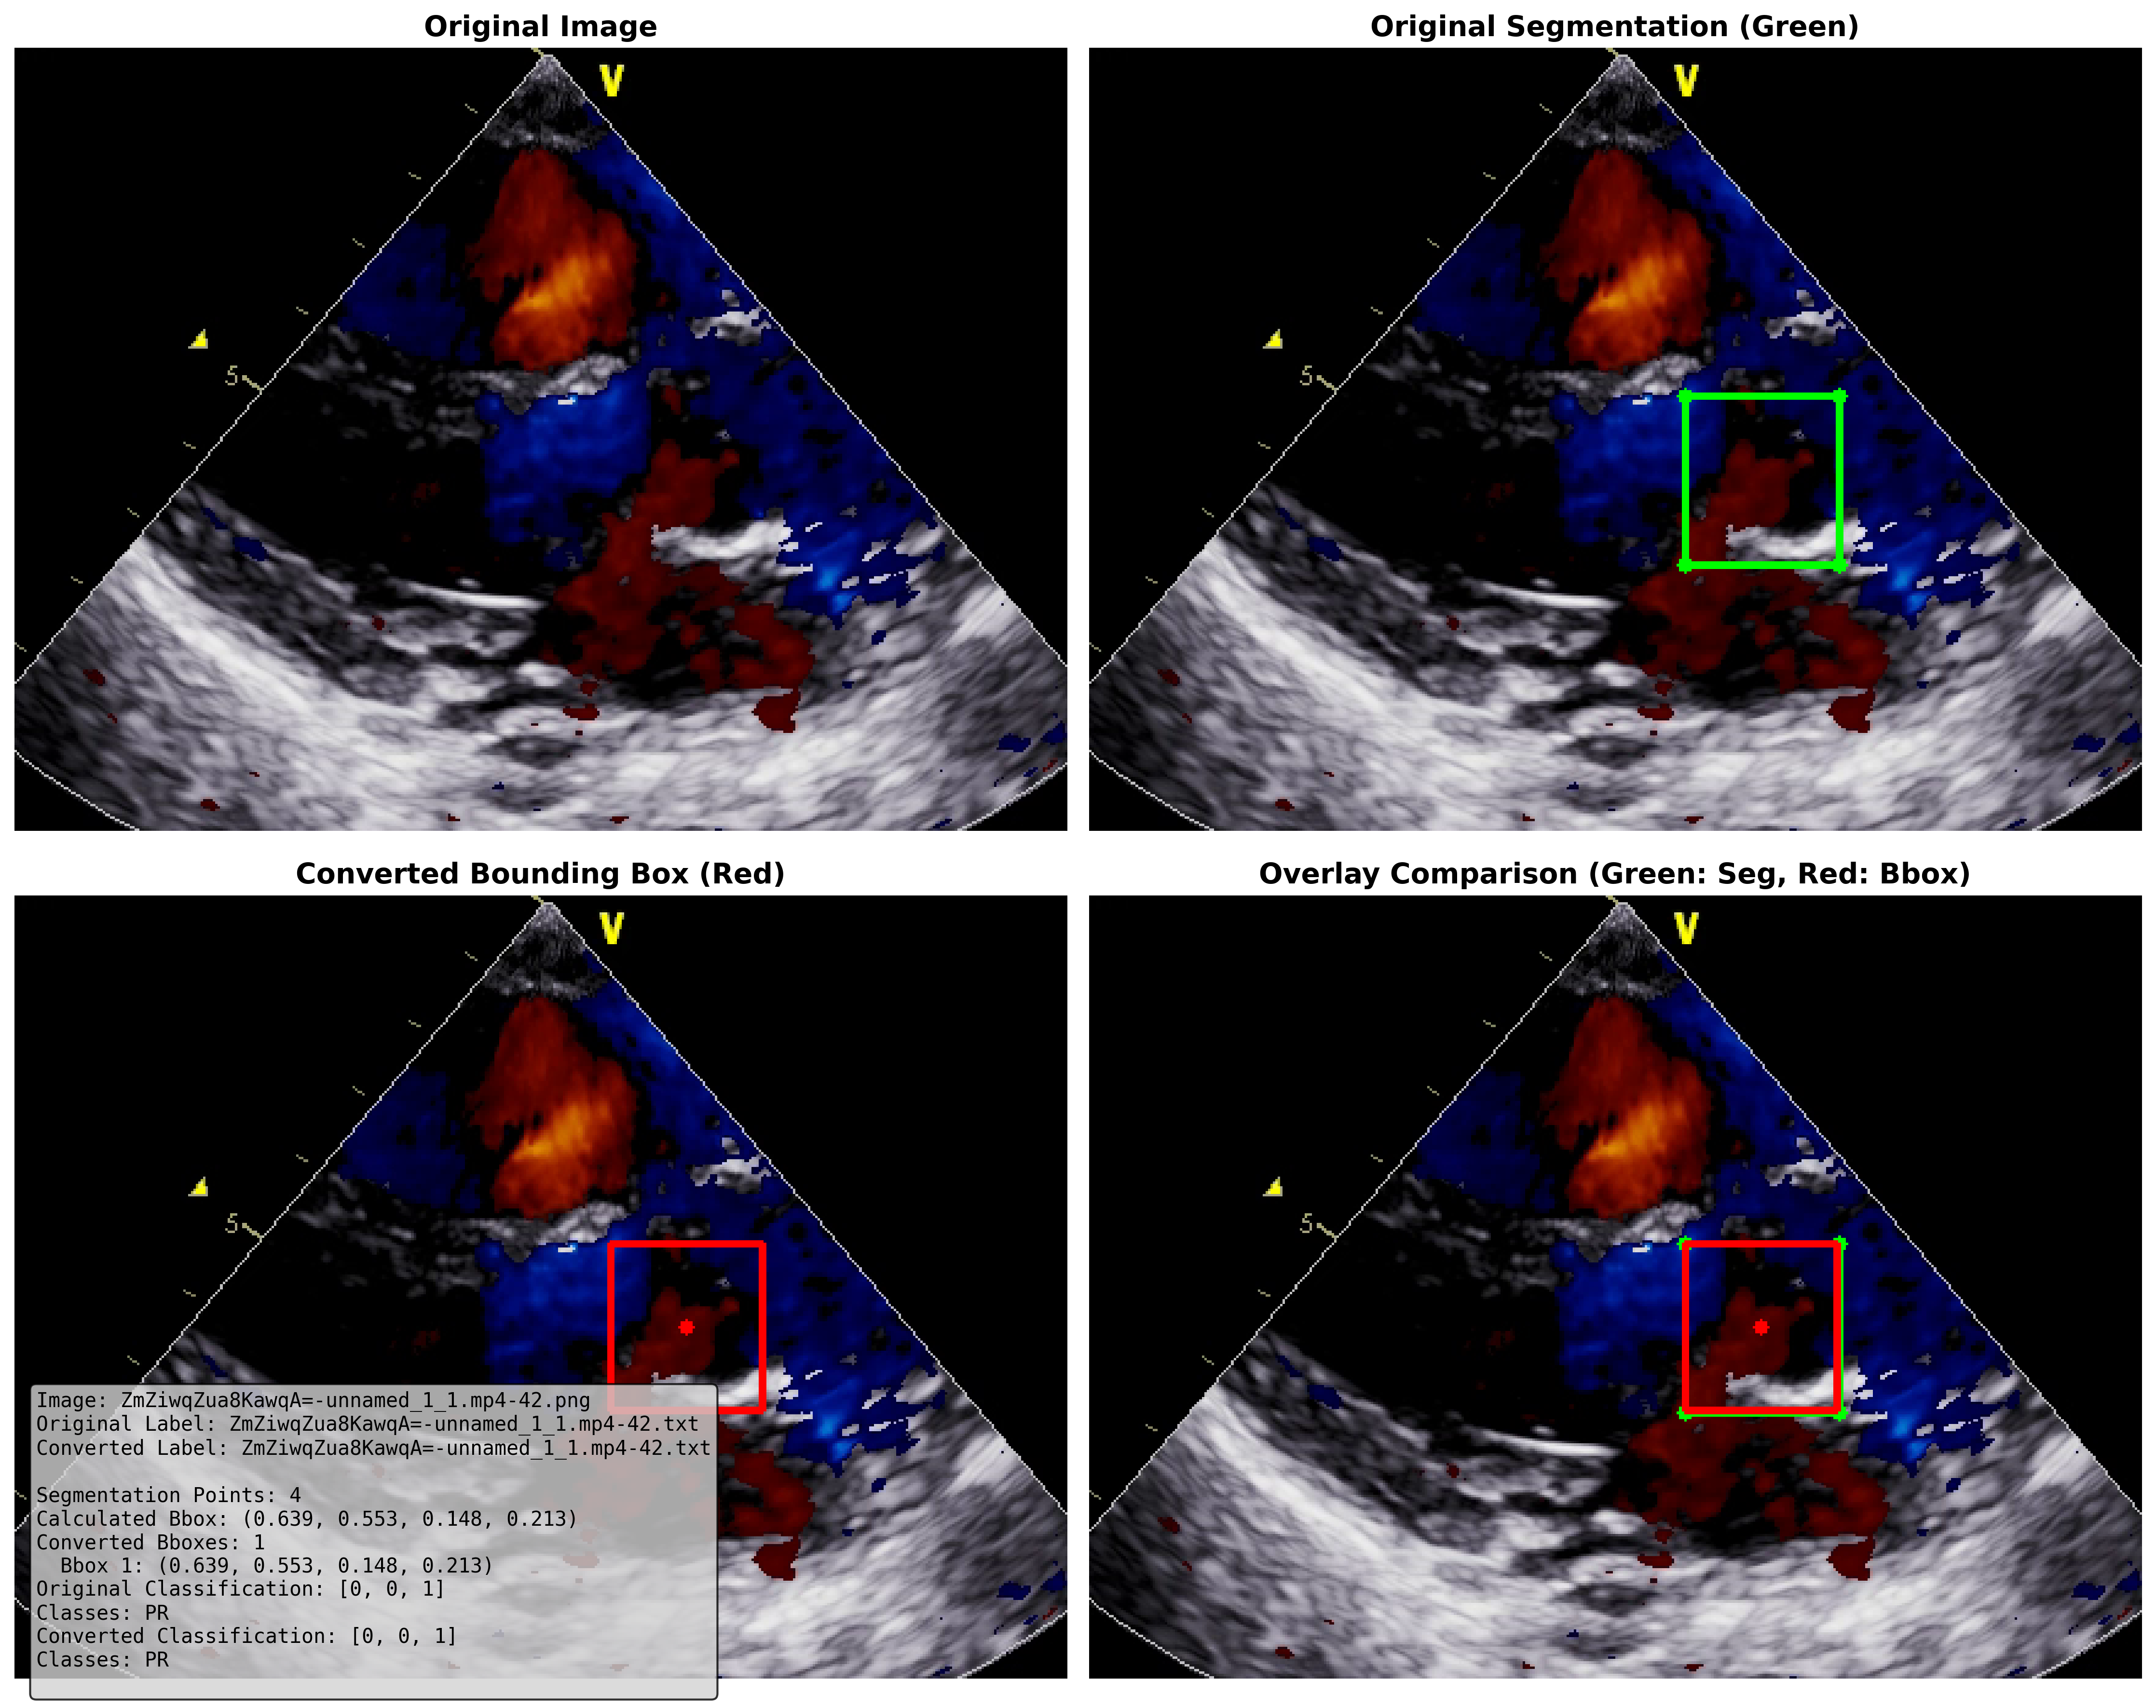 Original Image
Original Segmentation (Green)
V
5
V
5
Converted Bounding Box (Red)
Overlay Comparison (Green: Seg, Red: Bbox)
V
5
V
5
Image: ZmZiwqZua8KawqA=-unnamed_1_1.mp4-42.png
Original Label: ZmZiwqZua8KawqA=-unnamed_1_1.mp4-42.txt
Converted Label: ZmZiwqZua8KawqA=-unnamed_1_1.mp4-42.txt
Segmentation Points: 4
Calculated Bbox: (0.639, 0.553, 0.148, 0.213)
Converted Bboxes: 1
Bbox 1: (0.639, 0.553, 0.148, 0.213)
Original Classification: [0, 0, 1]
Classes: PR
Converted Classification: [0, 0, 1]
Classes: PR